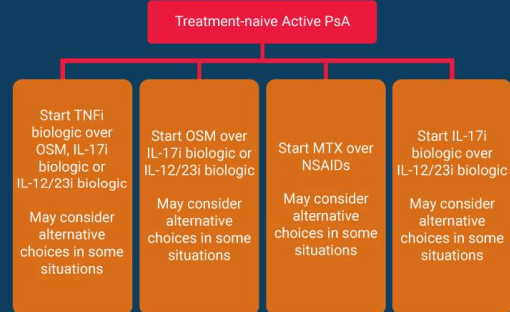 Treatment-naive Active PsA
Start TNFi
biologic over
OSM, IL-17i
biologic or
IL-12/23i biologic
May consider
alternative
choices in some
situations
Start OSM over
IL-17i biologic or
IL-12/23i biologic
May consider
alternative
choices in some
situations
Start MTX over
NSAIDs
May consider
alternative
choices in some
situations
Start IL-17i
biologic over
IL-12/23i biologic
May consider
alternative
choices in some
situations